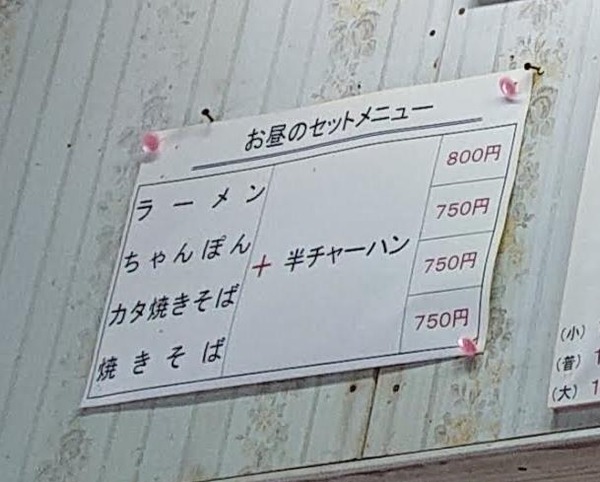 お昼のセットメニュー
ラーメン 800円
ちゃんぽん 750円
+ 半チャーハン
カタ焼きそば 750円
焼きそば 750円
(小)
(普) 1
(大) 1